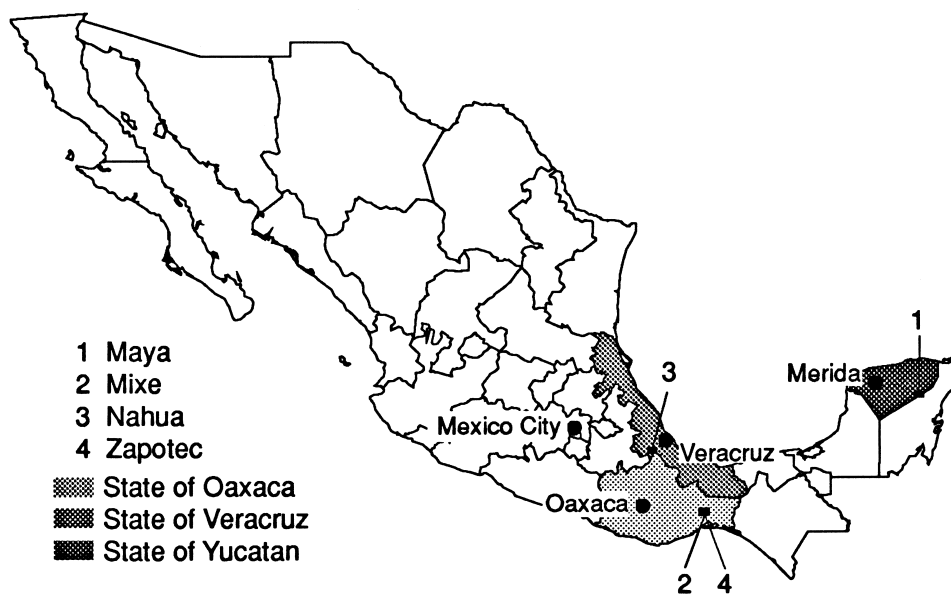 1
3
Merida
1 Maya
2 Mixe
3 Nahua
4 Zapotec
Mexico City
Veracruz
State of Oaxaca
State of Veracruz
State of Yucatan
Oaxaca
2 4